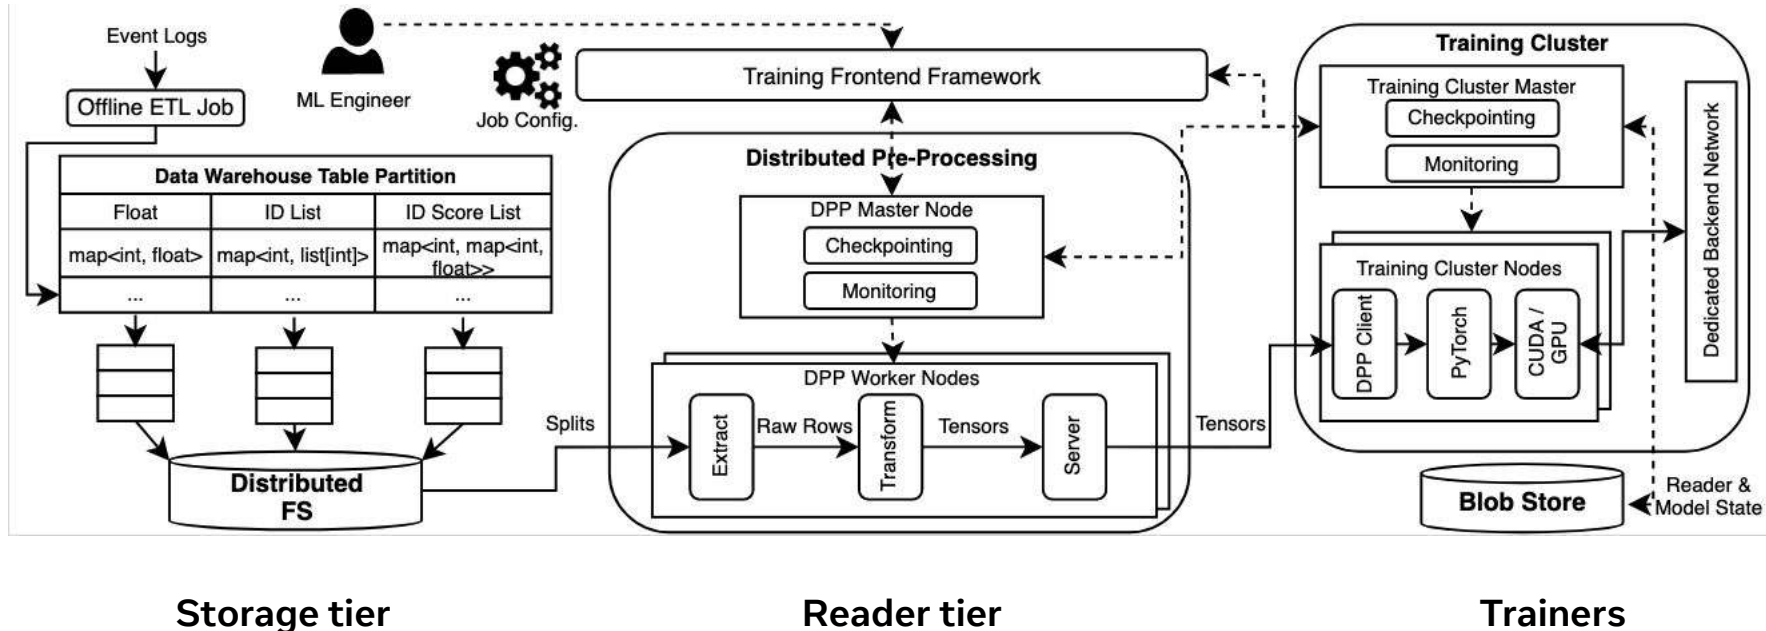 Event Logs
Offline ETL Job
ML Engineer
Job Config.
Training Frontend Framework
Data Warehouse Table Partition
Float
ID List
ID Score List
map<int, float>
map<int, list[int]>
map<int, map<int,
float>>
...
...
...
Distributed
FS
Splits
Distributed Pre-Processing
DPP Master Node
Checkpointing
Monitoring
DPP Worker Nodes
Extract
Raw Rows
Transform
Tensors
Server
Tensors
Training Cluster
Training Cluster Master
Checkpointing
Monitoring
Training Cluster Nodes
DPP Client
PyTorch
CUDA /
GPU
Dedicated Backend Network
Blob Store
Reader &
Model State
Storage tier
Reader tier
Trainers